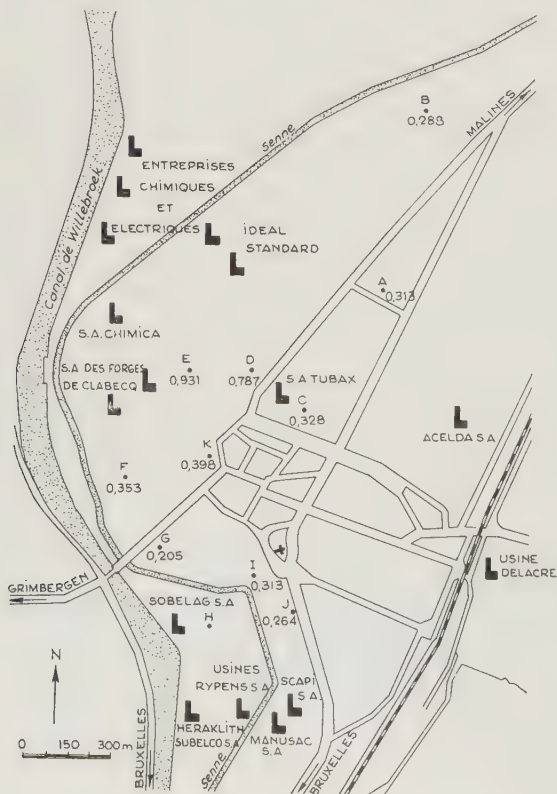 B
0,283
MALINES
Senne
ENTREPRISES
CHIMIQUES
ET
ELECTRIQUES
IDEAL
STANDARD
Canal de Willebroek
A
0,313
S.A. CHIMICA
S.A. DES FORGES
DE CLABECQ
E
0,931
D
0,787
S A TUBAX
C
0,328
ACELDA S A
K
0,398
F
0,353
G
0,205
GRIMBERGEN
I
0,313
USINE
DELACRE
J
0,264
SOBELAG S.A
H
N
USINES
RYPENS S A
SCAPI
S A.
HERAKLITH
SUBELCO S A
MANUSAC
S A
0 150 300 m
BRUXELLES
Senne
BRUXELLES